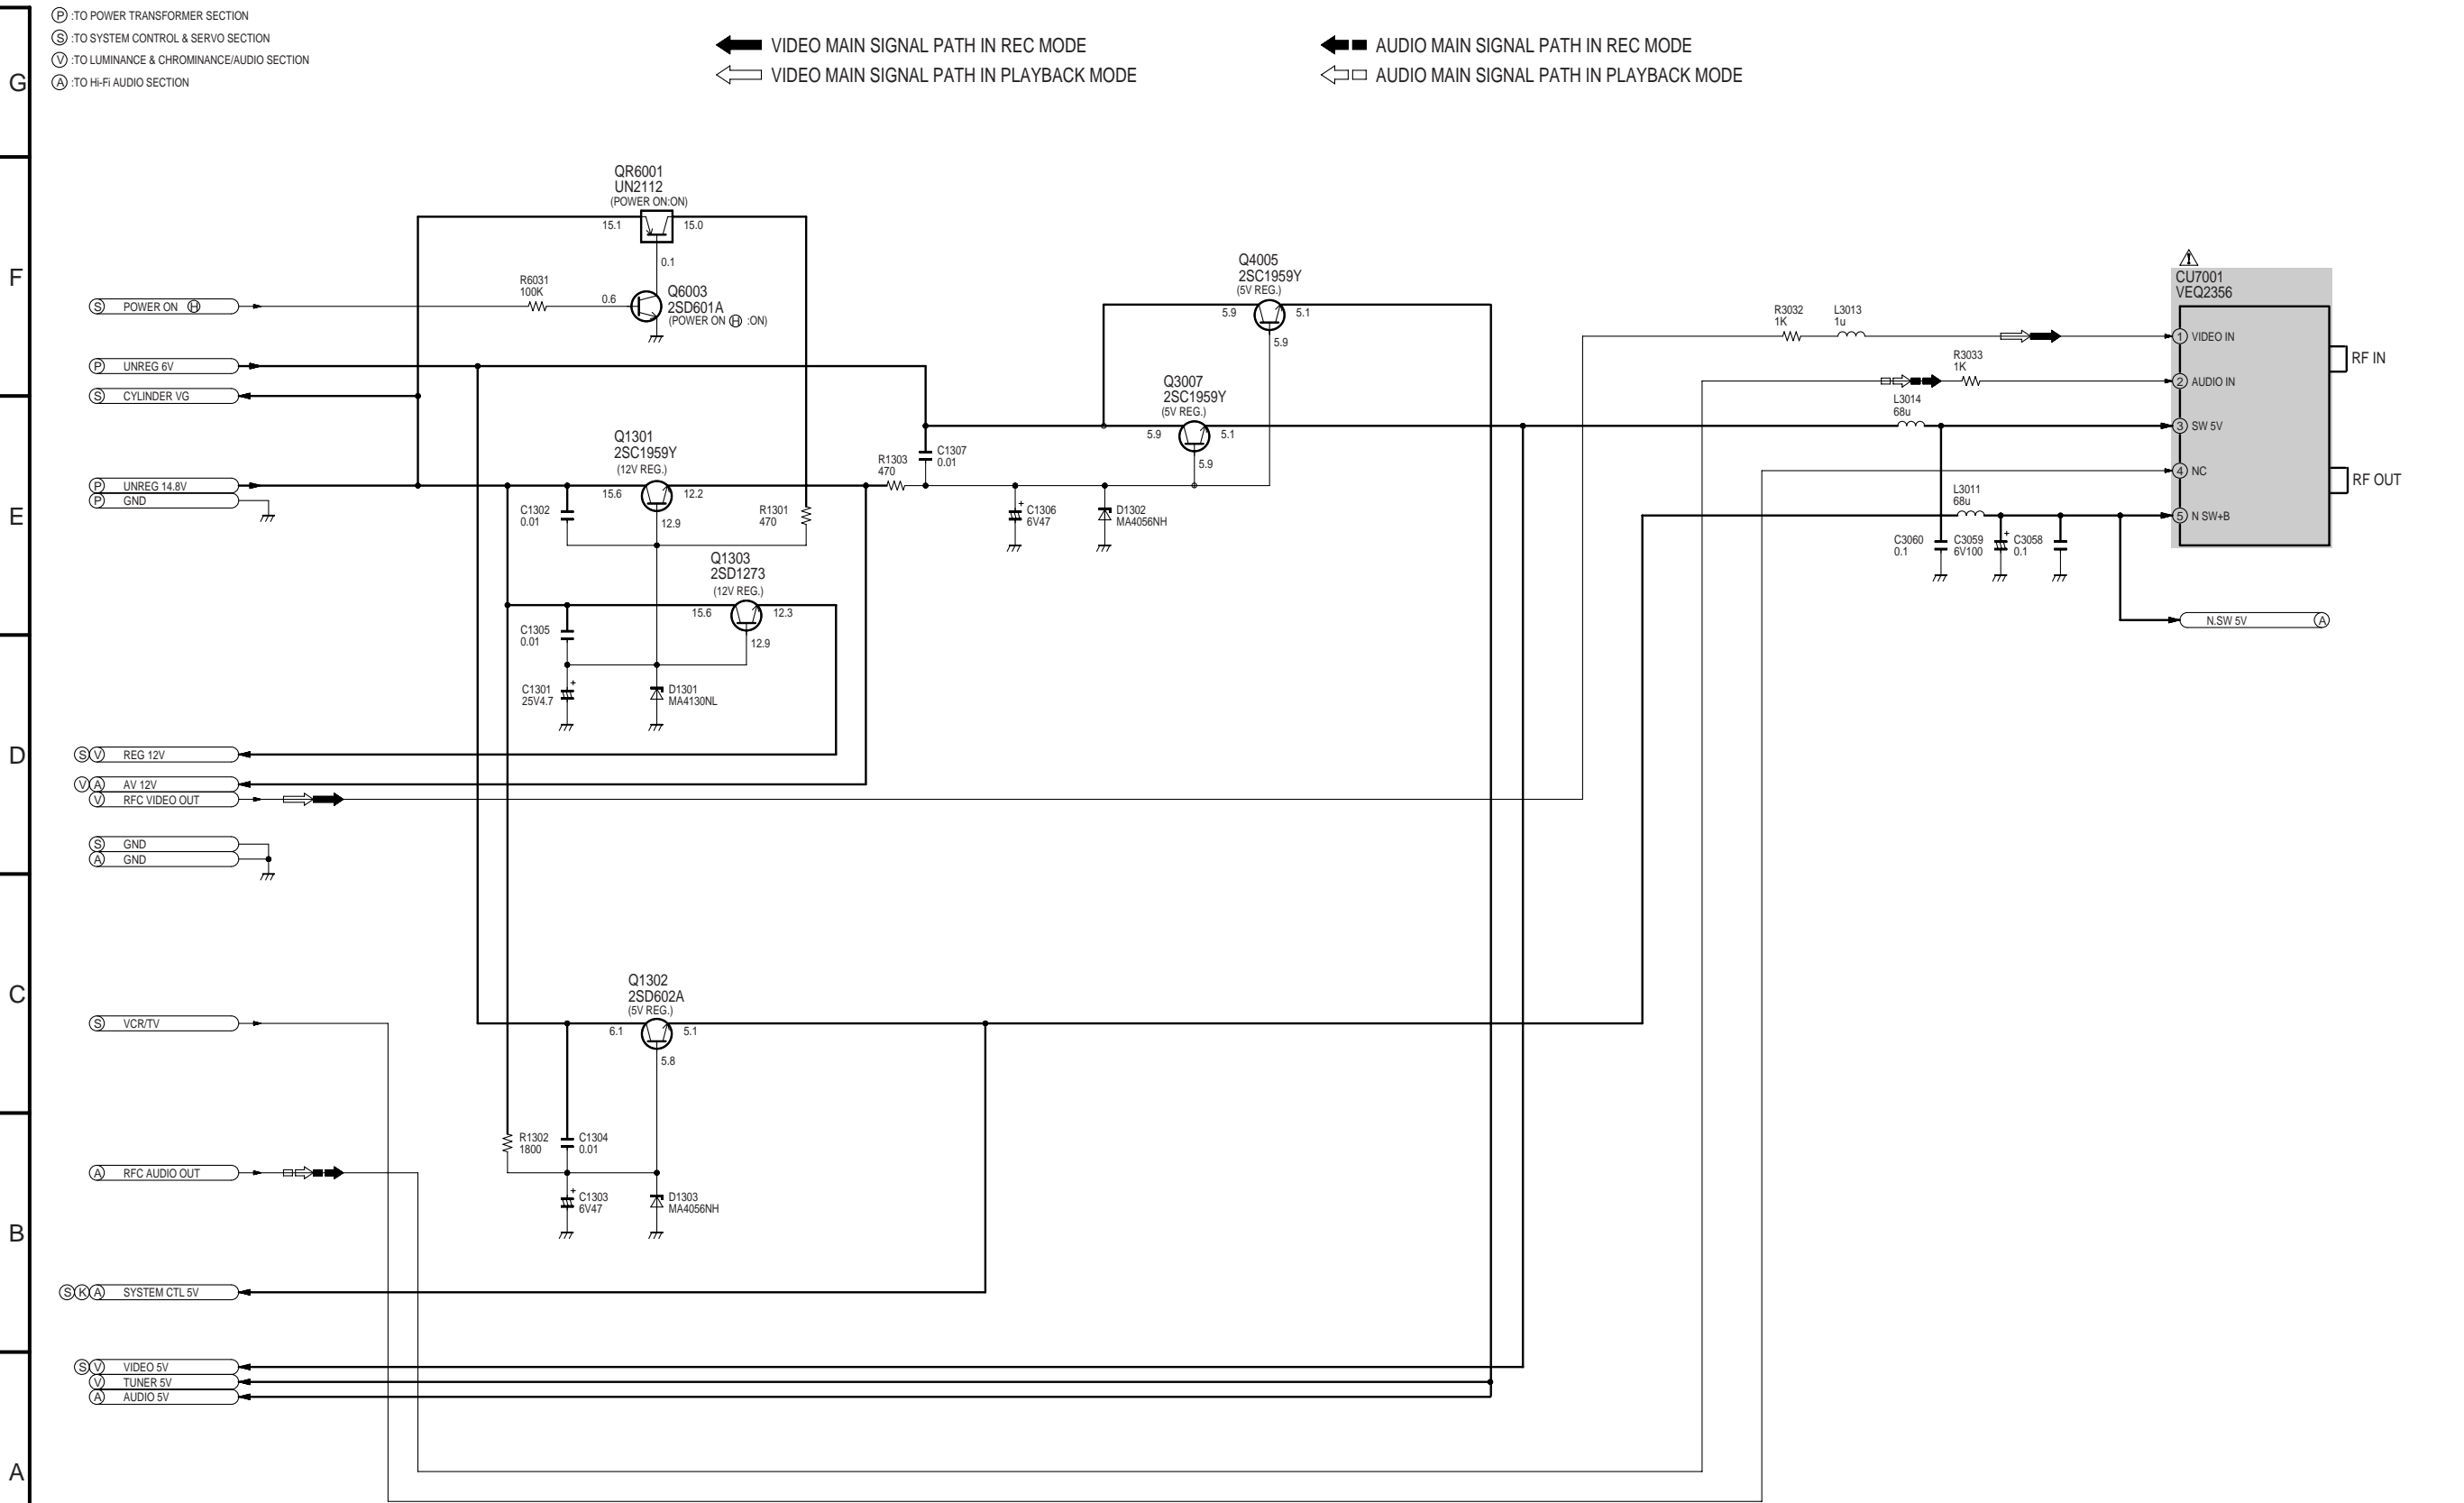 Ⓟ :TO POWER TRANSFORMER SECTION
Ⓢ :TO SYSTEM CONTROL & SERVO SECTION
Ⓥ :TO LUMINANCE & CHROMINANCE/AUDIO SECTION
Ⓐ :TO Hi-Fi AUDIO SECTION
VIDEO MAIN SIGNAL PATH IN REC MODE
VIDEO MAIN SIGNAL PATH IN PLAYBACK MODE
AUDIO MAIN SIGNAL PATH IN REC MODE
AUDIO MAIN SIGNAL PATH IN PLAYBACK MODE
G
F
E
D
C
B
A
QR6001
UN2112
(POWER ON:ON)
15.1
15.0
0.1
R6031
100K
0.6
Q6003
2SD601A
(POWER ON Ⓗ :ON)
Ⓢ POWER ON Ⓗ
Ⓟ UNREG 6V
Ⓢ CYLINDER VG
Ⓟ UNREG 14.8V
Ⓟ GND
Q1301
2SC1959Y
(12V REG.)
15.6
12.2
12.9
C1302
0.01
R1301
470
Q1303
2SD1273
(12V REG.)
15.6
12.3
12.9
C1305
0.01
C1301
25V4.7
+
D1301
MA4130NL
R1303
470
C1307
0.01
+
C1306
6V47
D1302
MA4056NH
Q4005
2SC1959Y
(5V REG.)
5.9
5.1
5.9
Q3007
2SC1959Y
(5V REG.)
5.9
5.1
5.9
R3032
1K
L3013
1u
R3033
1K
L3014
68u
L3011
68u
C3060
0.1
C3059
6V100
+
C3058
0.1
CU7001
VEQ2356
① VIDEO IN
② AUDIO IN
③ SW 5V
④ NC
⑤ N SW+B
RF IN
RF OUT
N.SW 5V Ⓐ
Ⓢ Ⓥ REG 12V
Ⓥ Ⓐ AV 12V
Ⓥ RFC VIDEO OUT
Ⓢ GND
Ⓐ GND
Q1302
2SD602A
(5V REG.)
6.1
5.1
5.8
Ⓢ VCR/TV
R1302
1800
C1304
0.01
Ⓐ RFC AUDIO OUT
+
C1303
6V47
D1303
MA4056NH
Ⓢ Ⓚ Ⓐ SYSTEM CTL 5V
Ⓢ Ⓥ VIDEO 5V
Ⓥ TUNER 5V
Ⓐ AUDIO 5V